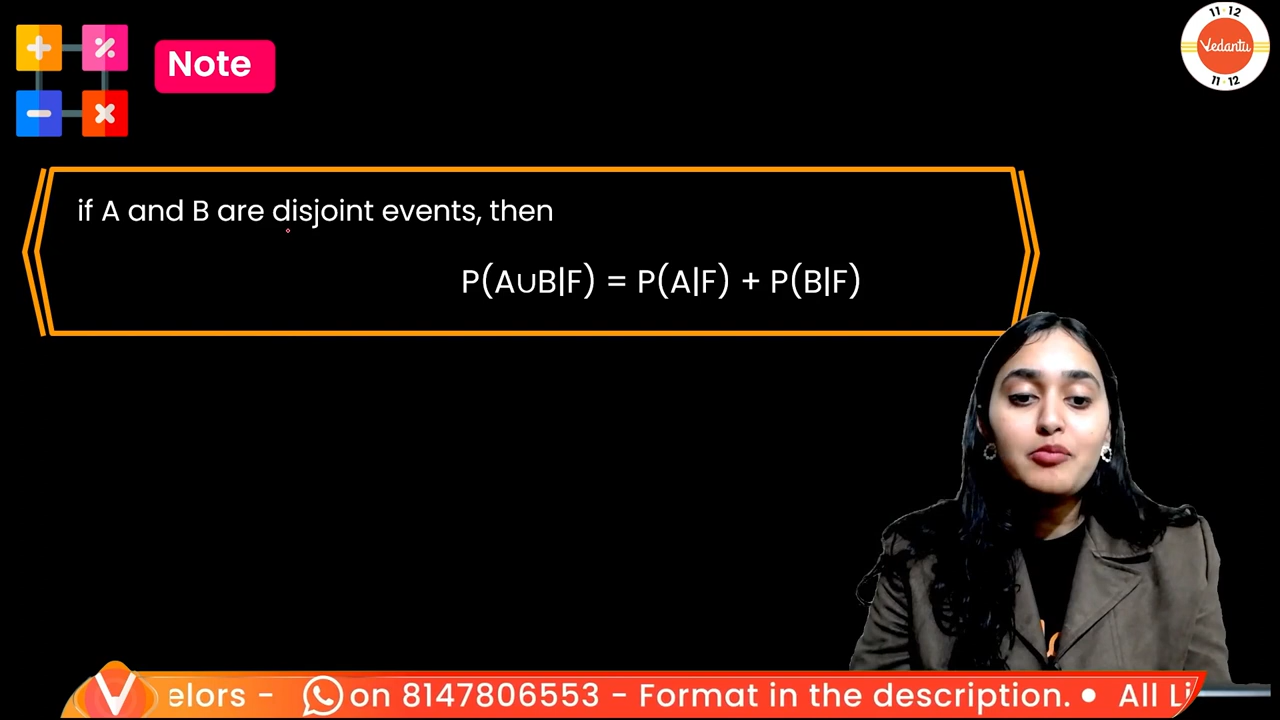 11·12
Vedantu
11·12
Note
if A and B are disjoint events, then
P(A∪B|F) = P(A|F) + P(B|F)
elors - on 8147806553 - Format in the description. • All Li